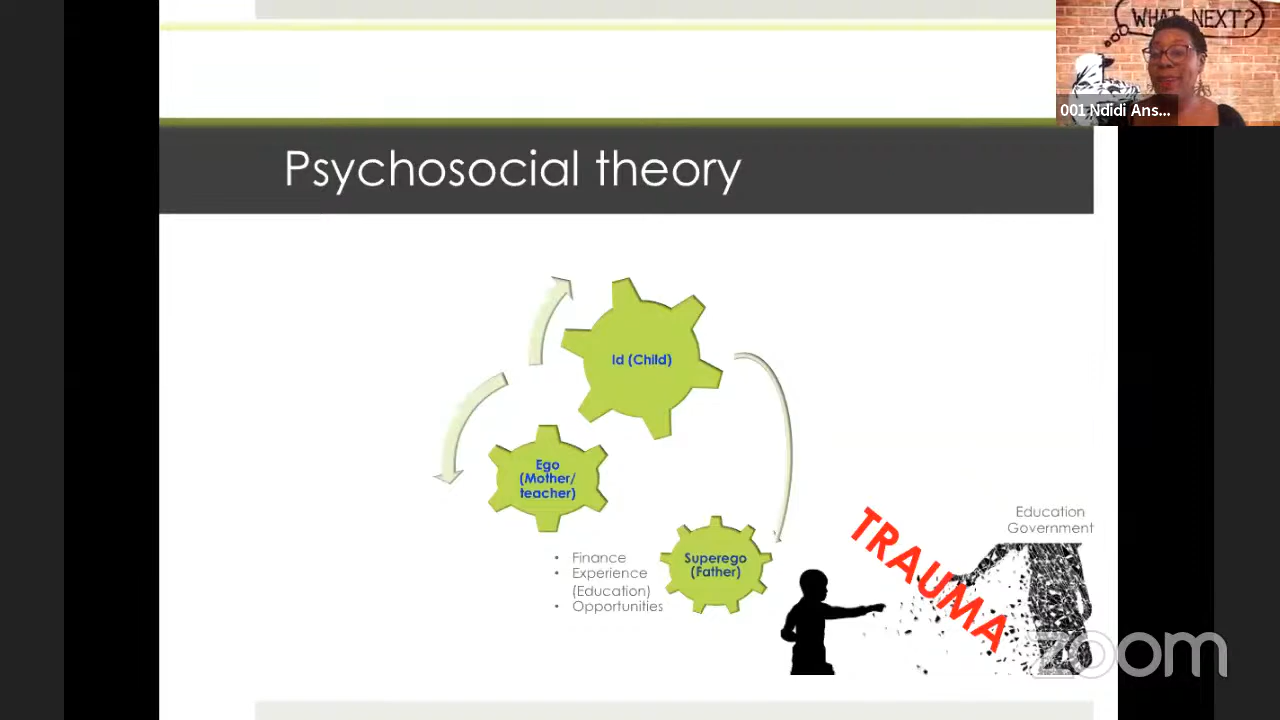 WHAT NEXT?
001 Ndidi Ans...
Psychosocial theory
Id (Child)
Ego
(Mother/
teacher)
Superego
(Father)
• Finance
• Experience
(Education)
• Opportunities
TRAUMA
Education
Government
zoom